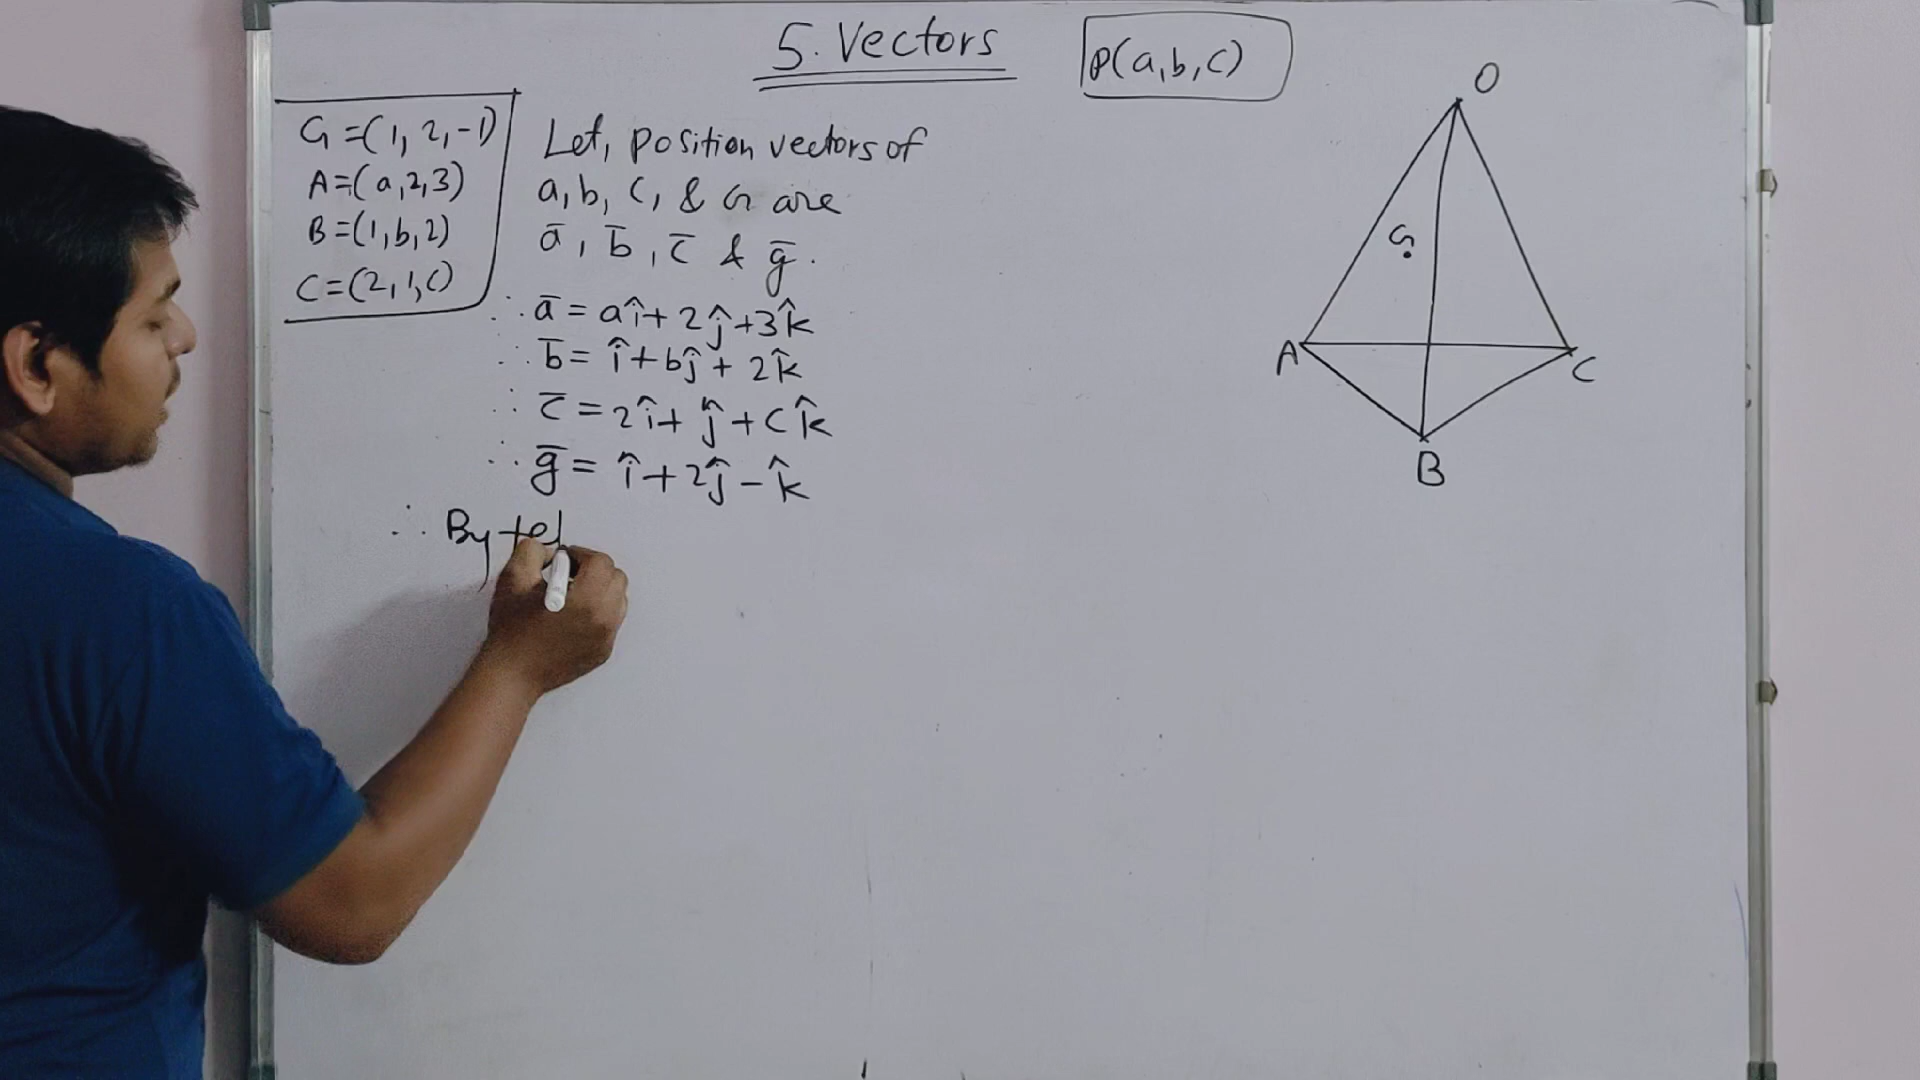 5. Vectors
P(a,b,c)
G=(1, 2, -1)
A=(a,2,3)
B=(1,b,2)
C=(2,1,C)
Let, position vectors of
a, b, C, & G are
a̅, b̅, c̅ & g̅.
∴ a̅ = aî + 2ĵ + 3k̂
∴ b̅ = î + bĵ + 2k̂
∴ c̅ = 2î + ĵ + ck̂
∴ g̅ = î + 2ĵ - k̂
∴ By
O
G
A
C
B